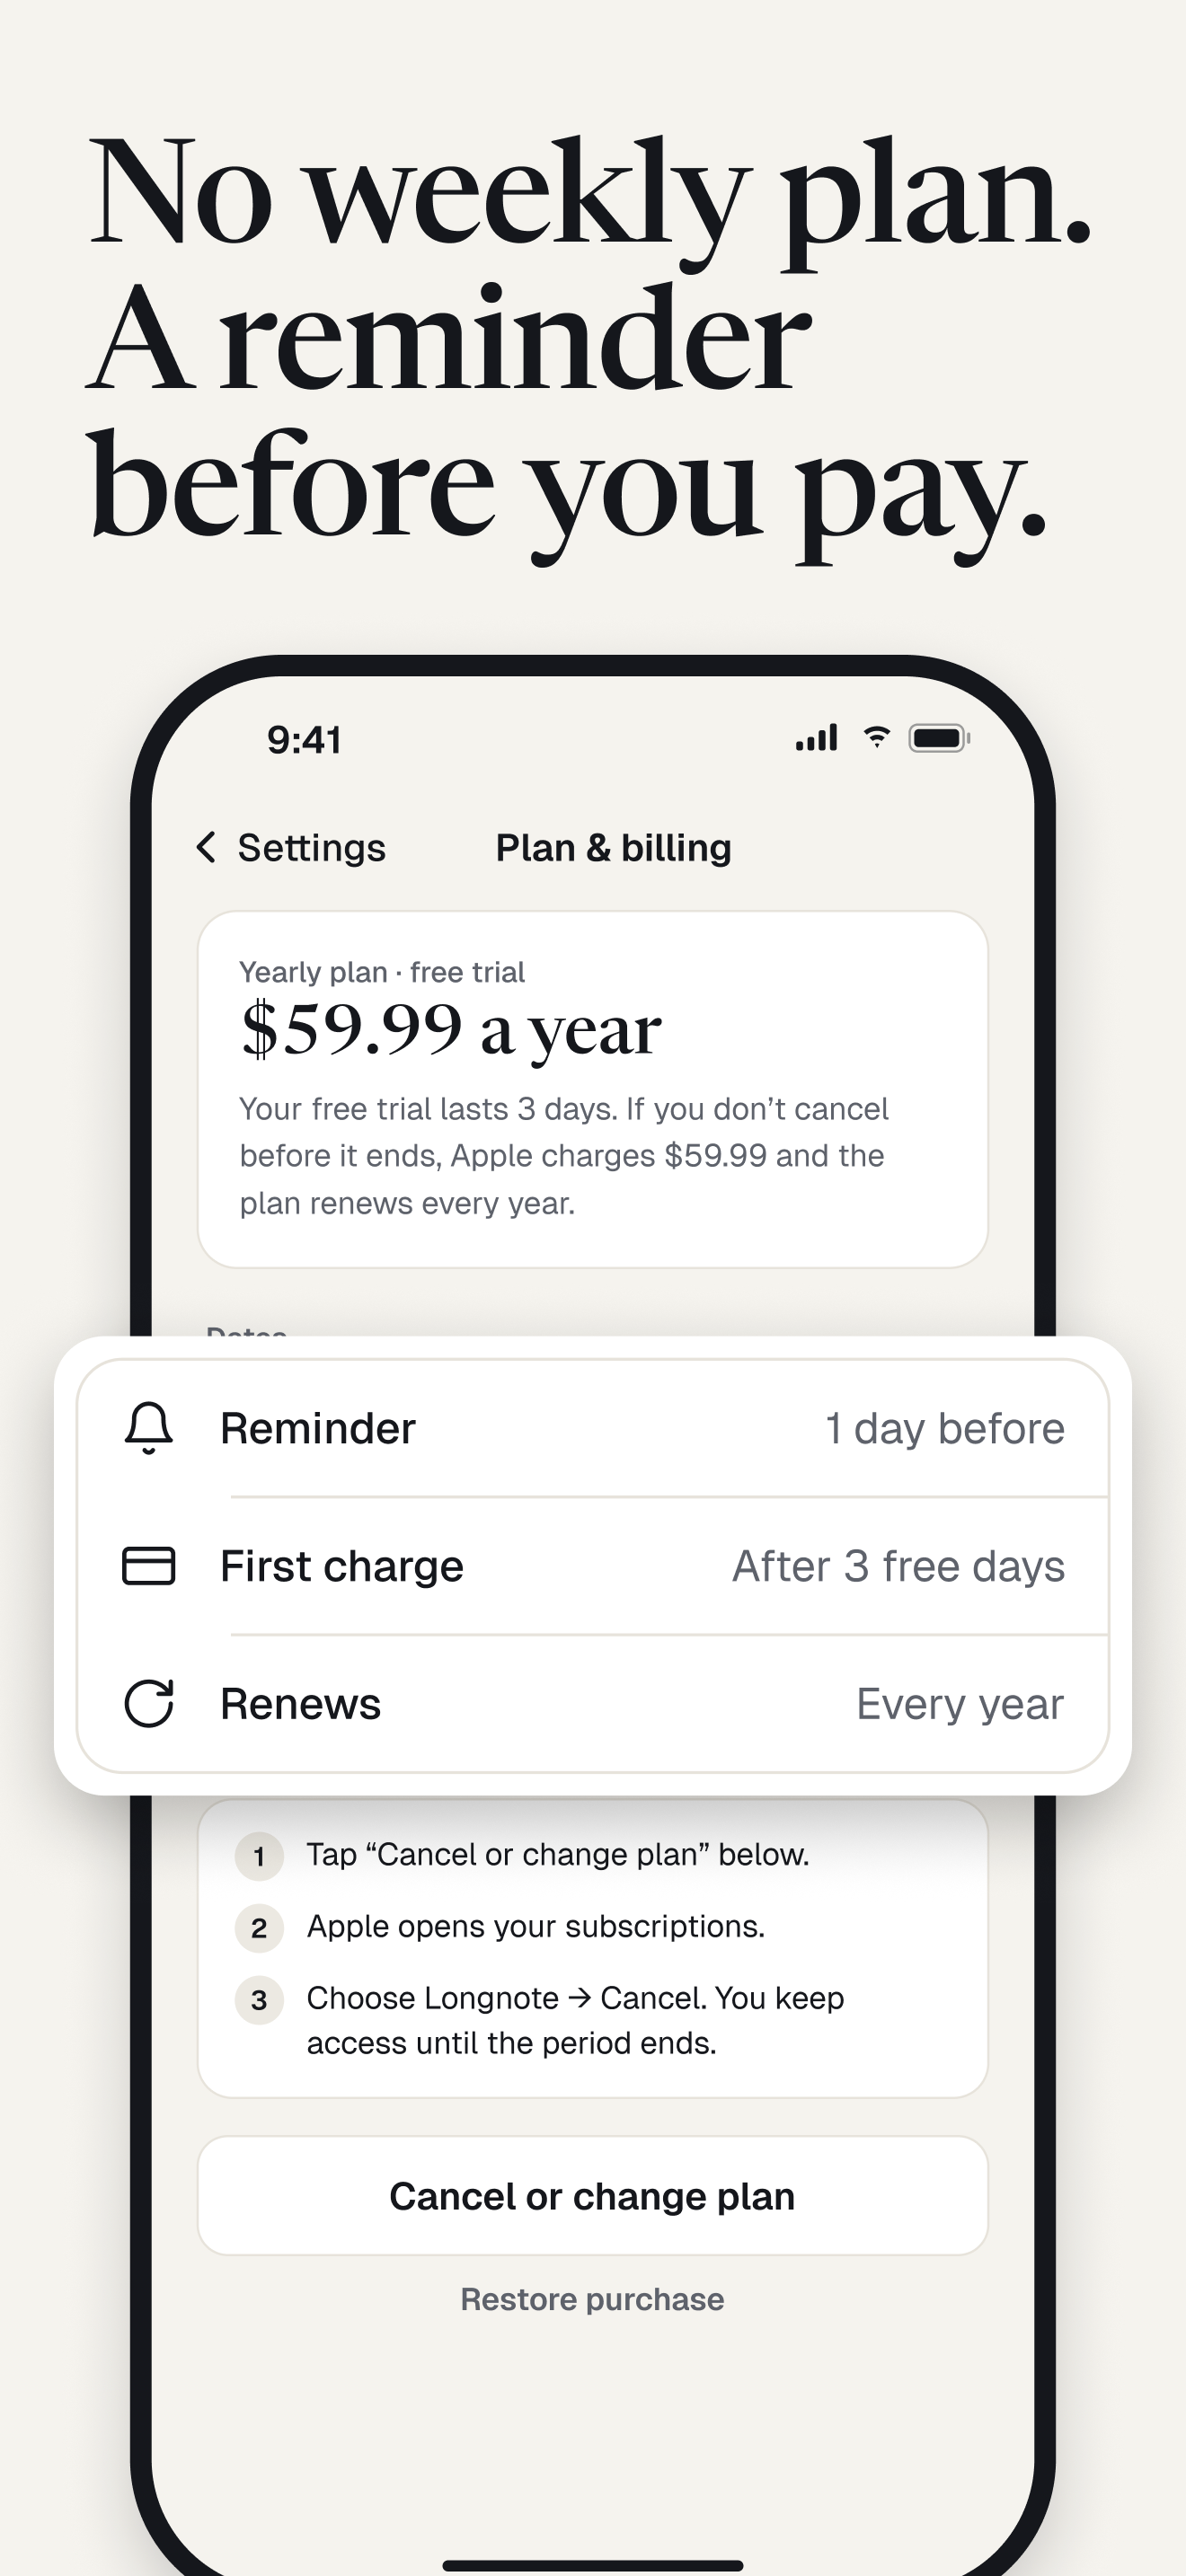 No weekly plan.
A reminder
before you pay.
9:41
Settings
Plan & billing
Yearly plan · free trial
$59.99 a year
Your free trial lasts 3 days. If you don’t cancel
before it ends, Apple charges $59.99 and the
plan renews every year.
Dates
Reminder
1 day before
First charge
After 3 free days
Renews
Every year
1 Tap “Cancel or change plan” below.
2 Apple opens your subscriptions.
3 Choose Longnote → Cancel. You keep
access until the period ends.
Cancel or change plan
Restore purchase